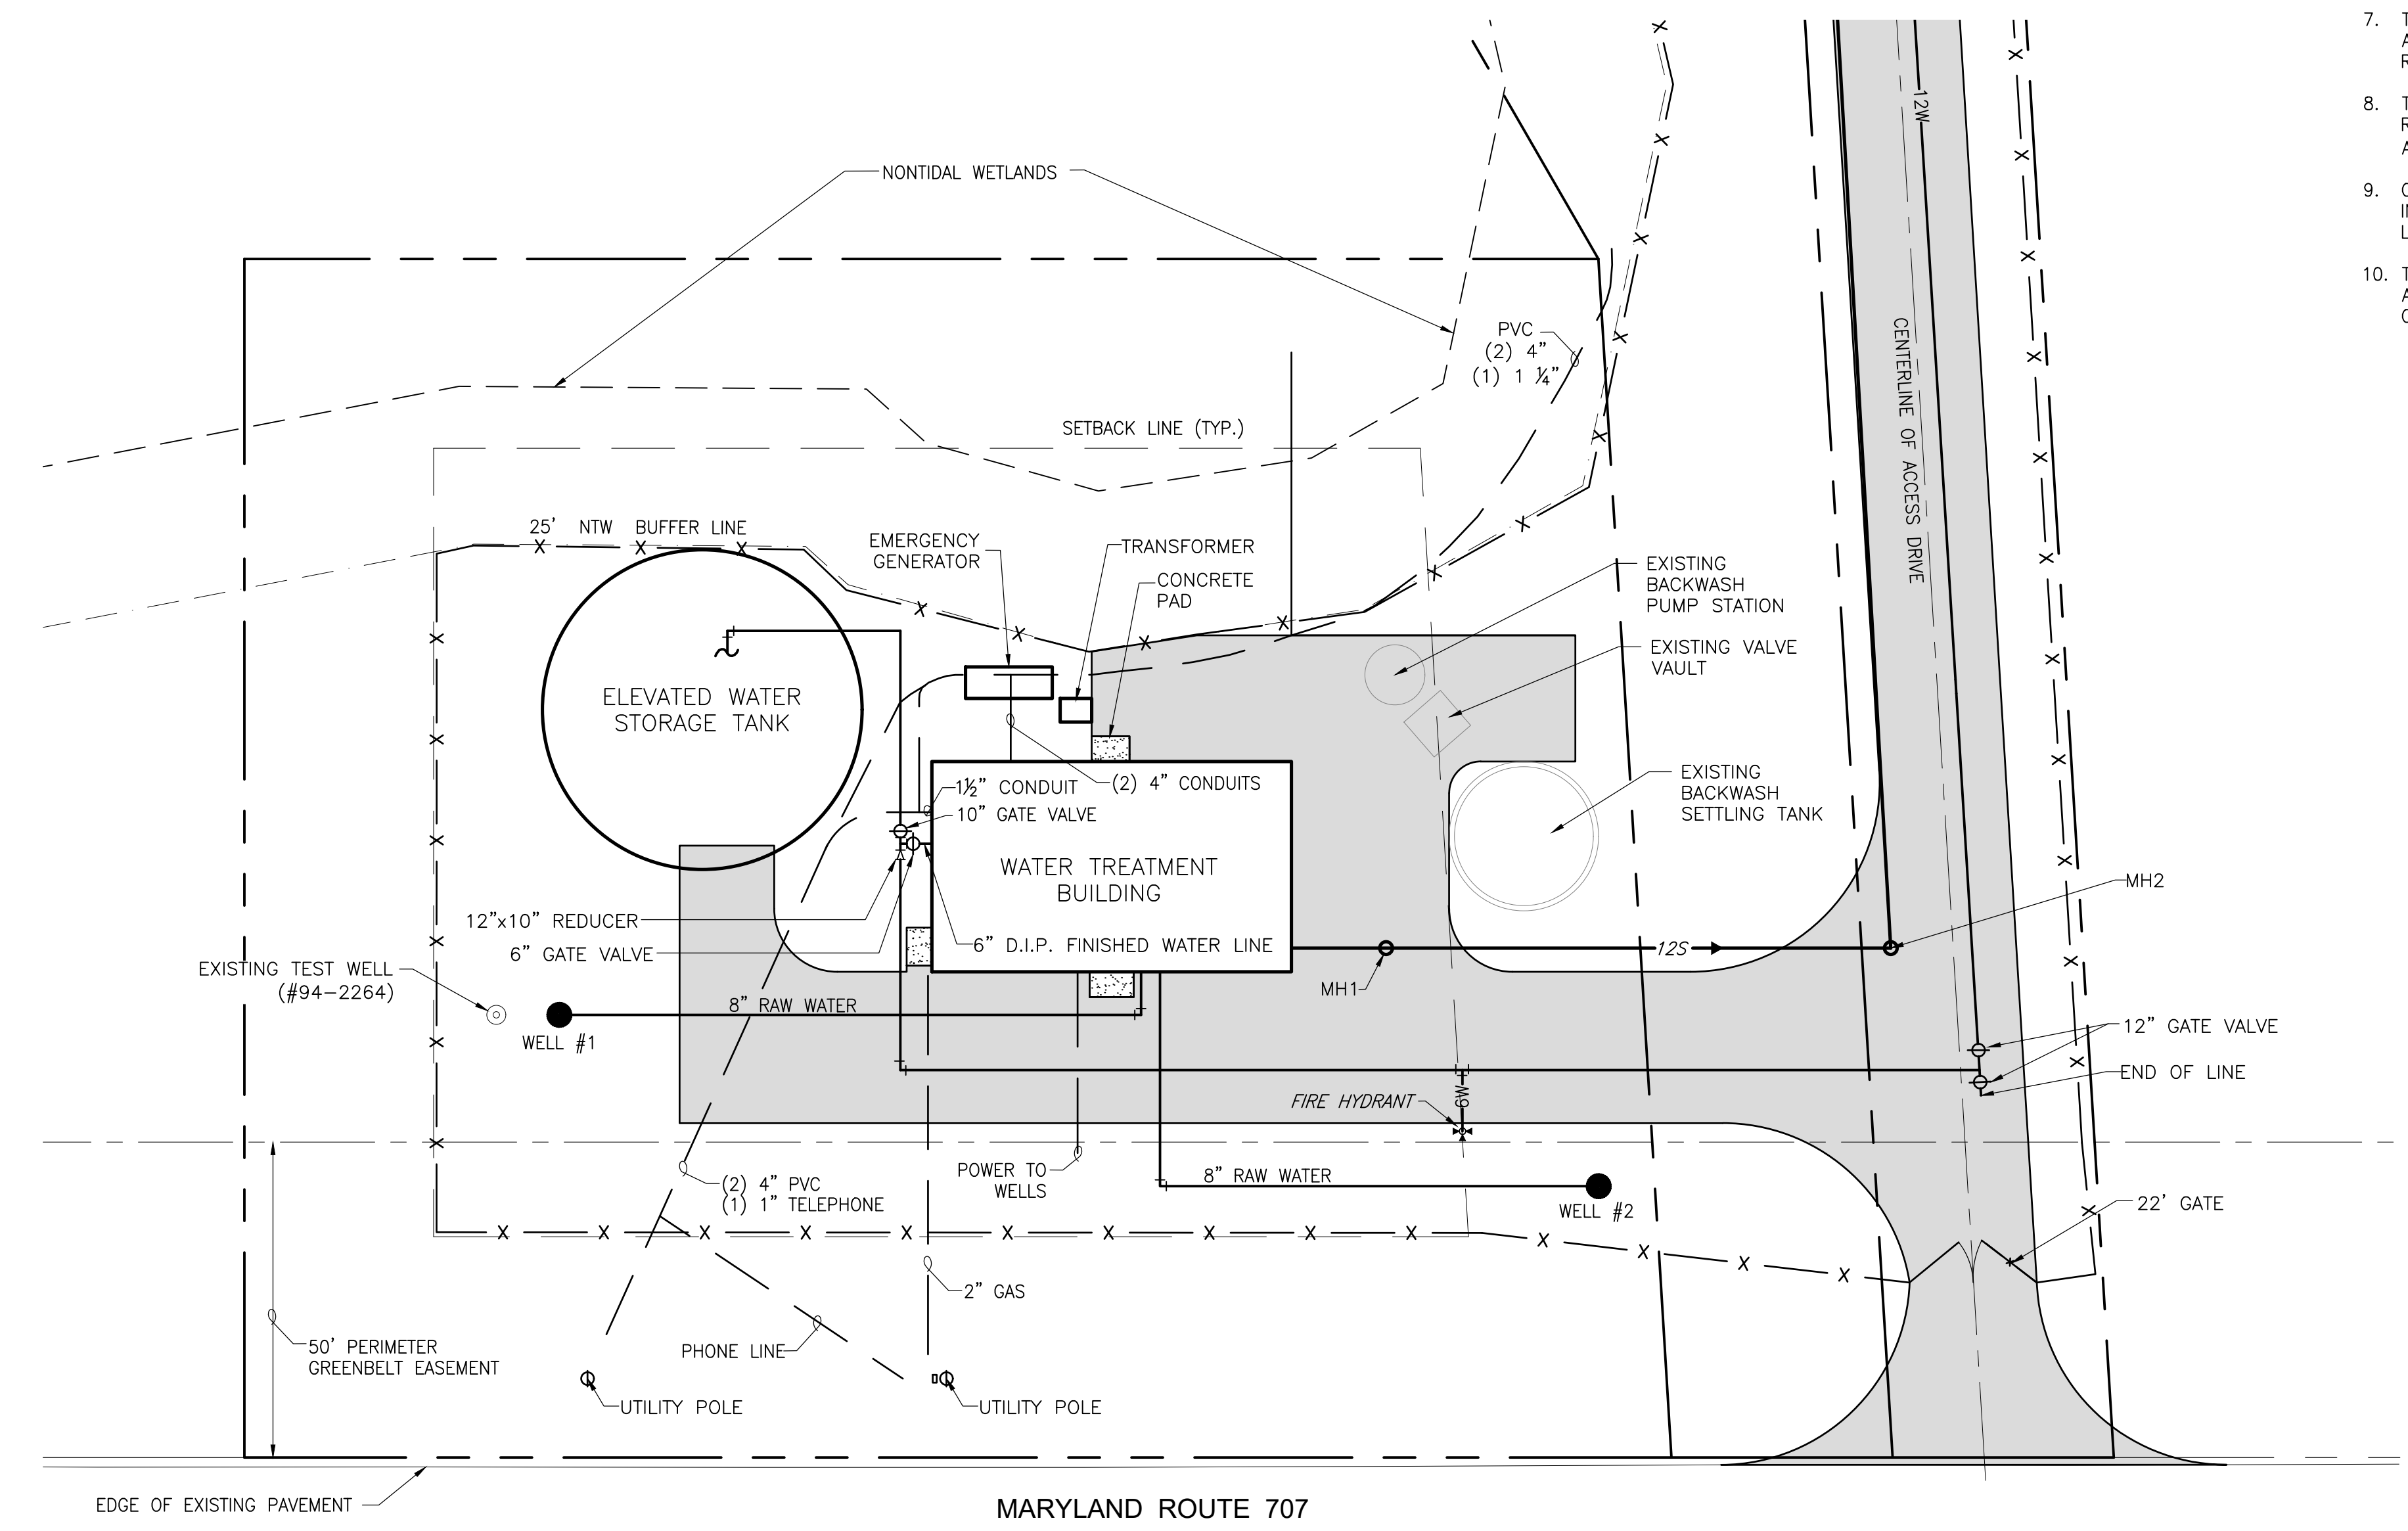 7. T
A
R
8. T
R
A
9. C
IN
L
10. T
A
C
12W
NONTIDAL WETLANDS
PVC
(2) 4"
(1) 1 ¼"
CENTERLINE OF ACCESS DRIVE
SETBACK LINE (TYP.)
25' NTW BUFFER LINE
EMERGENCY
GENERATOR
TRANSFORMER
CONCRETE
PAD
EXISTING
BACKWASH
PUMP STATION
EXISTING VALVE
VAULT
ELEVATED WATER
STORAGE TANK
1½" CONDUIT
(2) 4" CONDUITS
10" GATE VALVE
EXISTING
BACKWASH
SETTLING TANK
WATER TREATMENT
BUILDING
MH2
12"x10" REDUCER
6" GATE VALVE
6" D.I.P. FINISHED WATER LINE
12S
EXISTING TEST WELL
(#94-2264)
MH1
8" RAW WATER
WELL #1
12" GATE VALVE
END OF LINE
FIRE HYDRANT
6W
POWER TO
WELLS
8" RAW WATER
(2) 4" PVC
(1) 1" TELEPHONE
WELL #2
22' GATE
2" GAS
50' PERIMETER
GREENBELT EASEMENT
PHONE LINE
UTILITY POLE
UTILITY POLE
EDGE OF EXISTING PAVEMENT
MARYLAND ROUTE 707